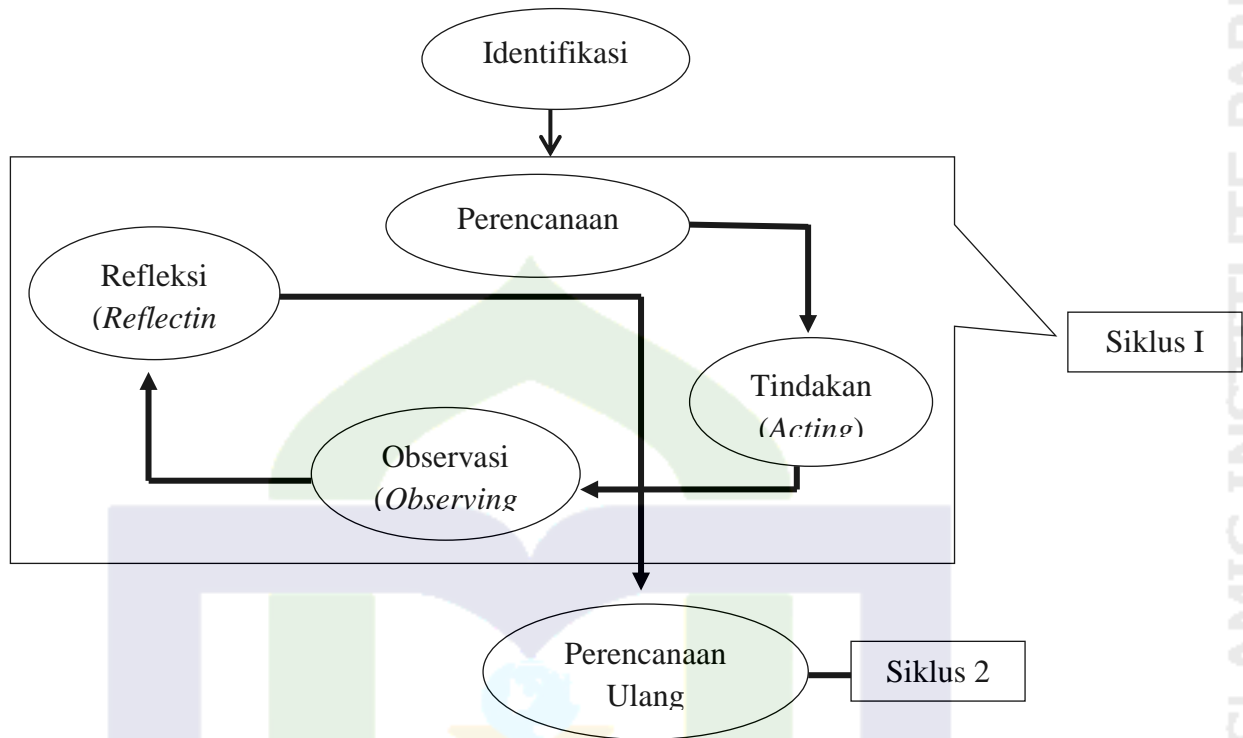 Identifikasi
Perencanaan
Refleksi
(Reflectin
Siklus I
Tindakan
(Acting)
Observasi
(Observing
Perencanaan
Ulang
Siklus 2